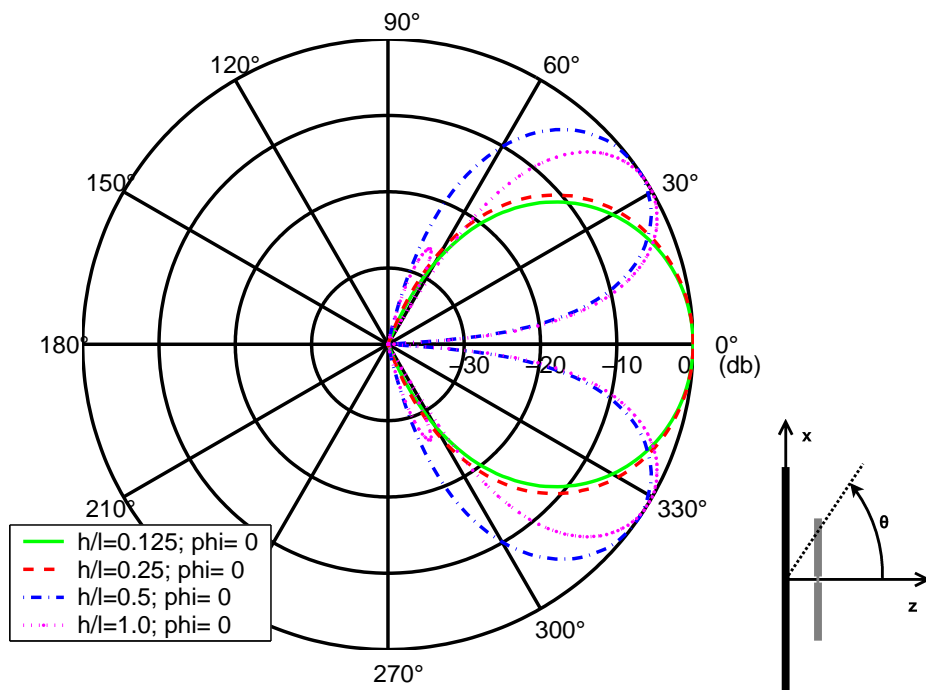 90°
120°
60°
150°
30°
180°
0°
-30
-20
-10
0
(db)
210°
330°
300°
270°
h/l=0.125; phi= 0
h/l=0.25; phi= 0
h/l=0.5; phi= 0
h/l=1.0; phi= 0
x
θ
z